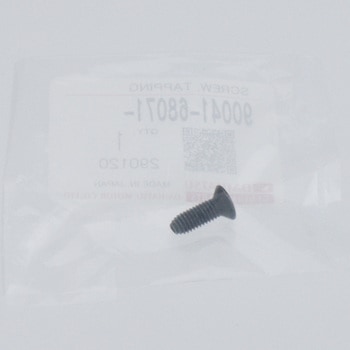 SCREW, TAPPING
90041-68071-
QTY
1
290120
MADE IN JAPAN